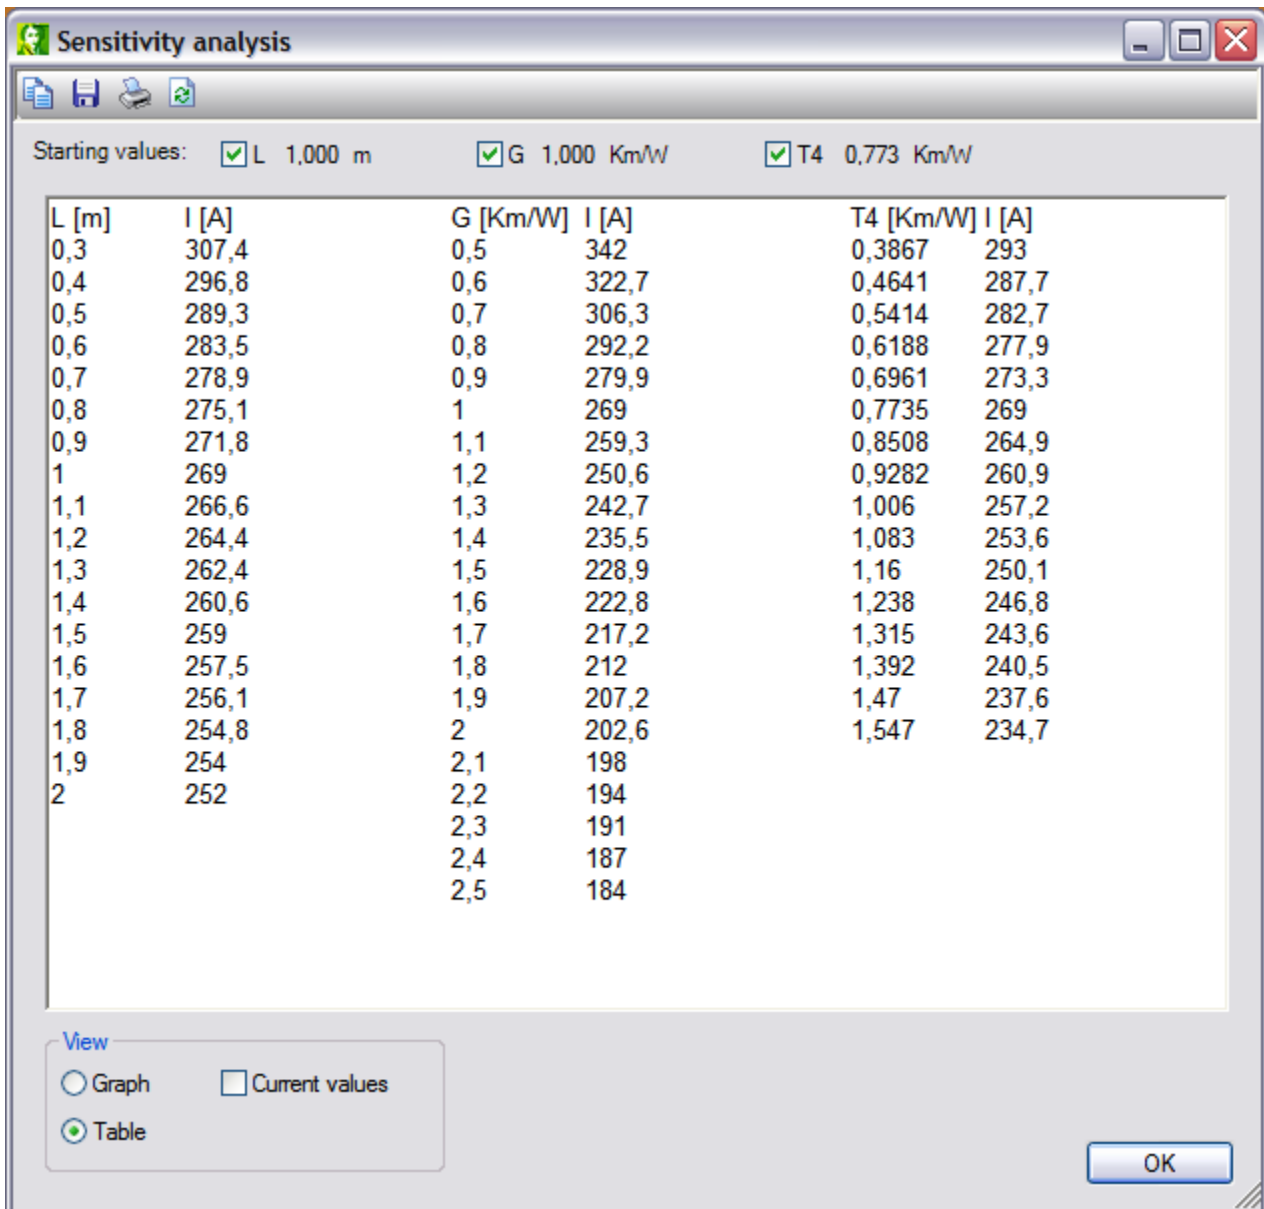 Sensitivity analysis
Starting values: L 1,000 m G 1,000 Km/W T4 0,773 Km/W
L [m] I [A] G [Km/W] I [A] T4 [Km/W] I [A]
0,3 307,4 0,5 342 0,3867 293
0,4 296,8 0,6 322,7 0,4641 287,7
0,5 289,3 0,7 306,3 0,5414 282,7
0,6 283,5 0,8 292,2 0,6188 277,9
0,7 278,9 0,9 279,9 0,6961 273,3
0,8 275,1 1 269 0,7735 269
0,9 271,8 1,1 259,3 0,8508 264,9
1 269 1,2 250,6 0,9282 260,9
1,1 266,6 1,3 242,7 1,006 257,2
1,2 264,4 1,4 235,5 1,083 253,6
1,3 262,4 1,5 228,9 1,16 250,1
1,4 260,6 1,6 222,8 1,238 246,8
1,5 259 1,7 217,2 1,315 243,6
1,6 257,5 1,8 212 1,392 240,5
1,7 256,1 1,9 207,2 1,47 237,6
1,8 254,8 2 202,6 1,547 234,7
1,9 254 2,1 198
2 252 2,2 194
2,3 191
2,4 187
2,5 184
View
Graph Current values
Table
OK